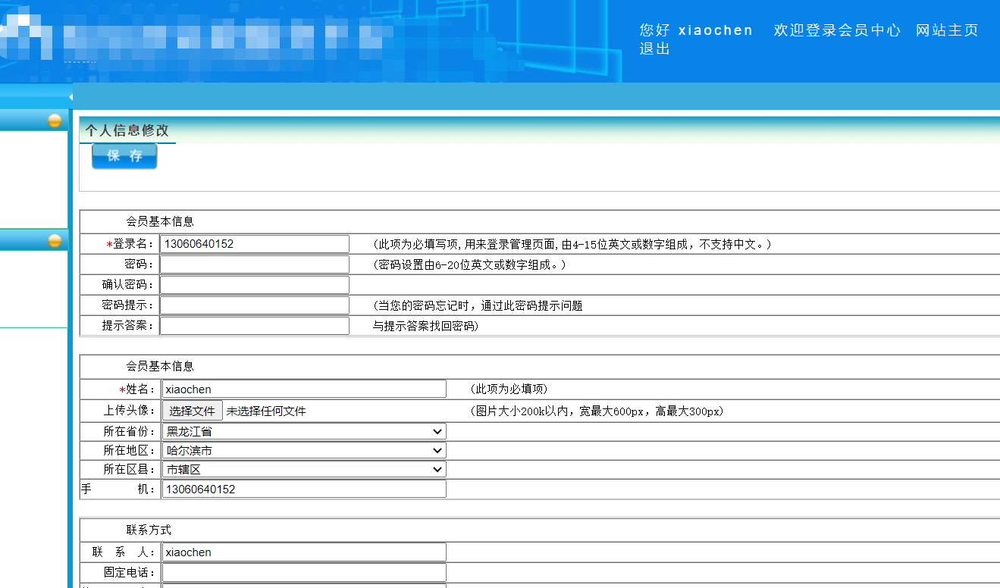 您好 xiaochen 欢迎登录会员中心 网站主页
退出
个人信息修改
保 存
会员基本信息
*登录名： 13060640152 (此项为必填写项,用来登录管理页面,由4-15位英文或数字组成，不支持中文。)
密码： (密码设置由6-20位英文或数字组成。)
确认密码：
密码提示： (当您的密码忘记时，通过此密码提示问题
提示答案： 与提示答案找回密码)
会员基本信息
*姓名： xiaochen (此项为必填项)
上传头像： 选择文件 未选择任何文件 (图片大小200k以内，宽最大600px，高最大300px)
所在省份： 黑龙江省
所在地区： 哈尔滨市
所在区县： 市辖区
手 机： 13060640152
联系方式
联 系 人： xiaochen
固定电话：